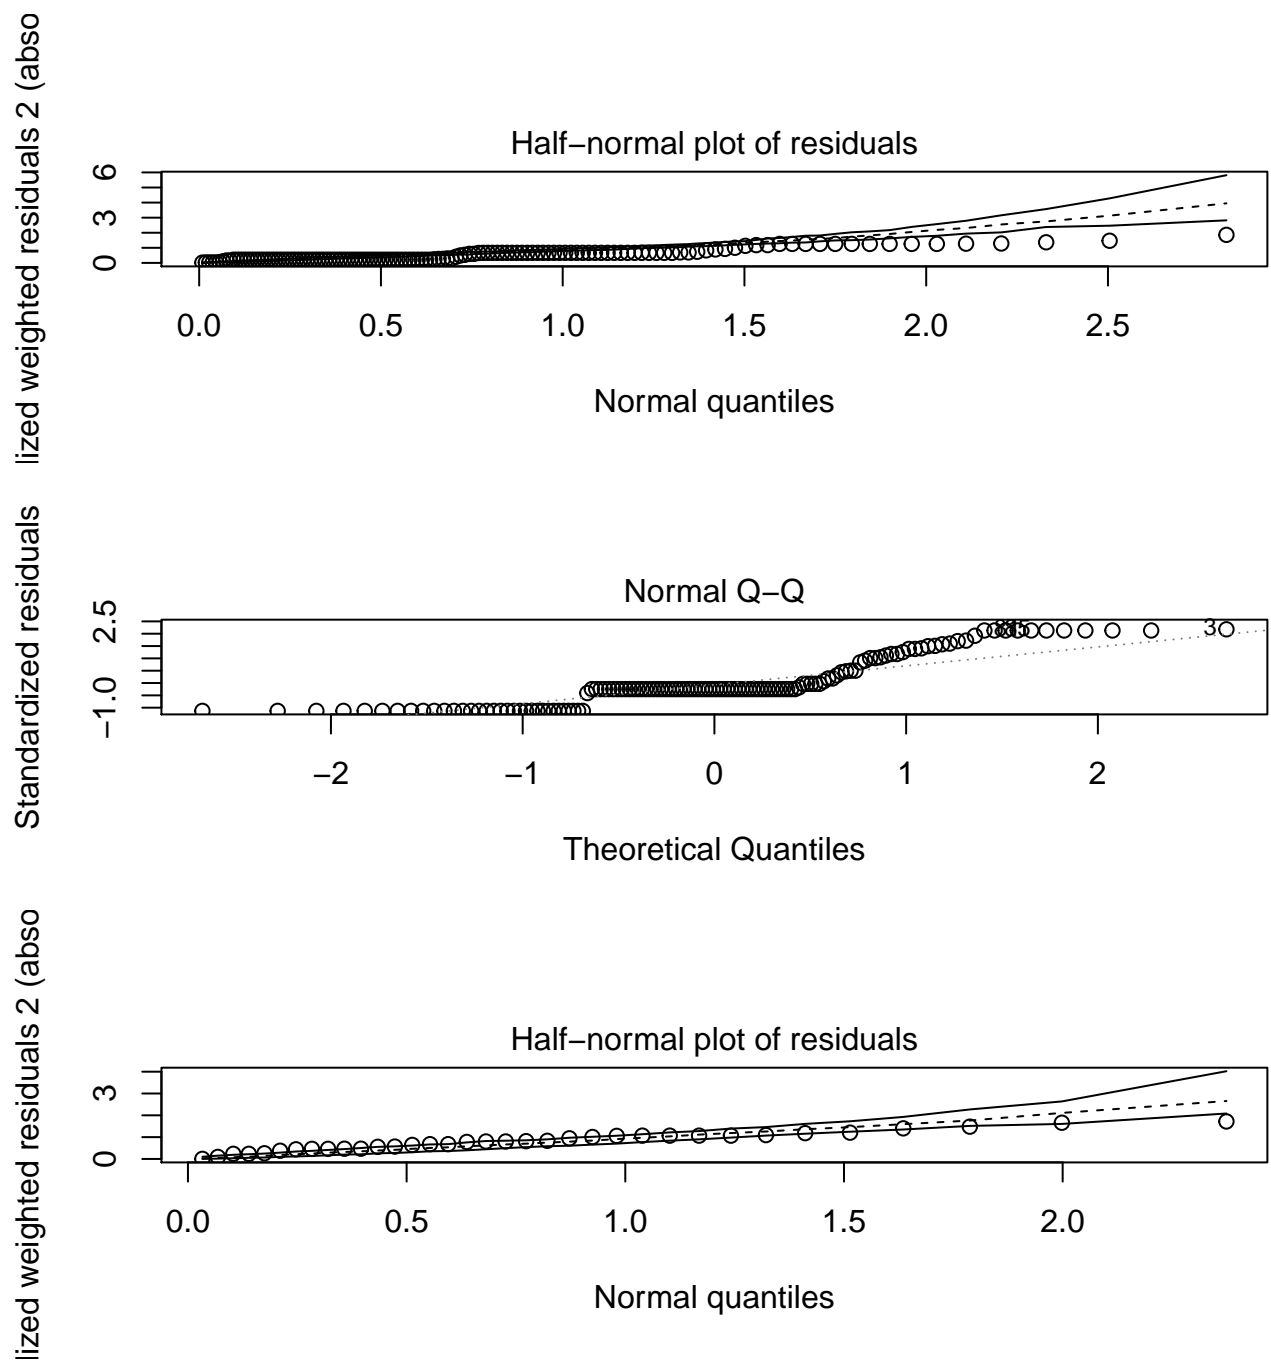 lized weighted residuals 2 (abso
Half−normal plot of residuals
6
3
0
0.0 0.5 1.0 1.5 2.0 2.5
Normal quantiles
Standardized residuals
Normal Q−Q
2.5
−1.0
3
−2 −1 0 1 2
Theoretical Quantiles
lized weighted residuals 2 (abso
Half−normal plot of residuals
3
0
0.0 0.5 1.0 1.5 2.0
Normal quantiles